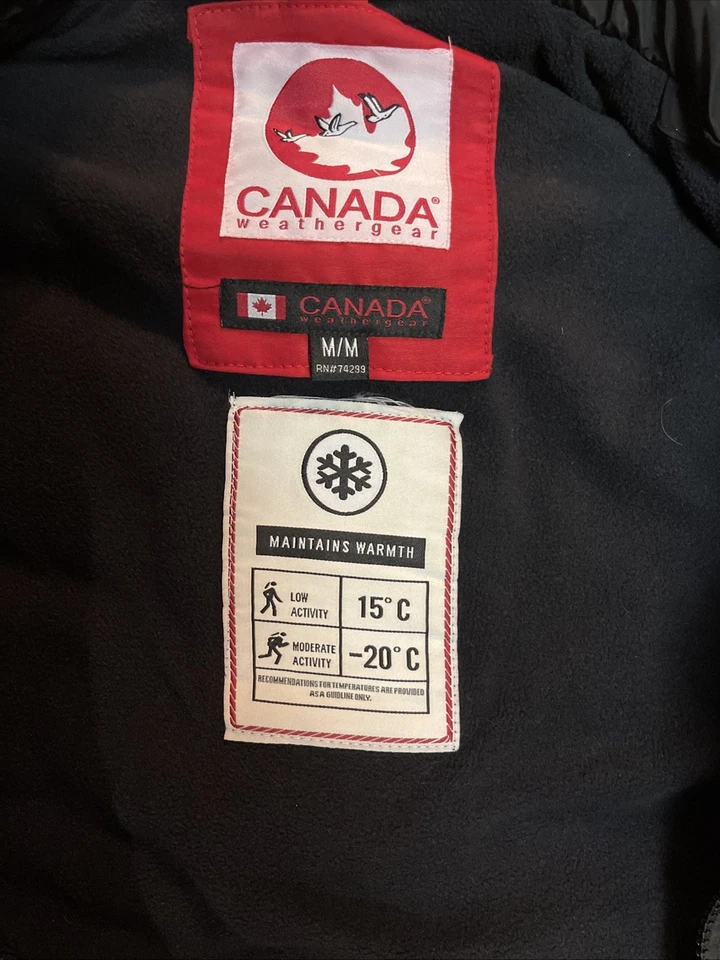 CANADA®
weathergear
CANADA®
weathergear
M/M
RN#74299
MAINTAINS WARMTH
LOW
ACTIVITY
15°C
MODERATE
ACTIVITY
-20°C
RECOMMENDATIONS FOR TEMPERATURES ARE PROVIDED
AS A GUIDLINE ONLY.